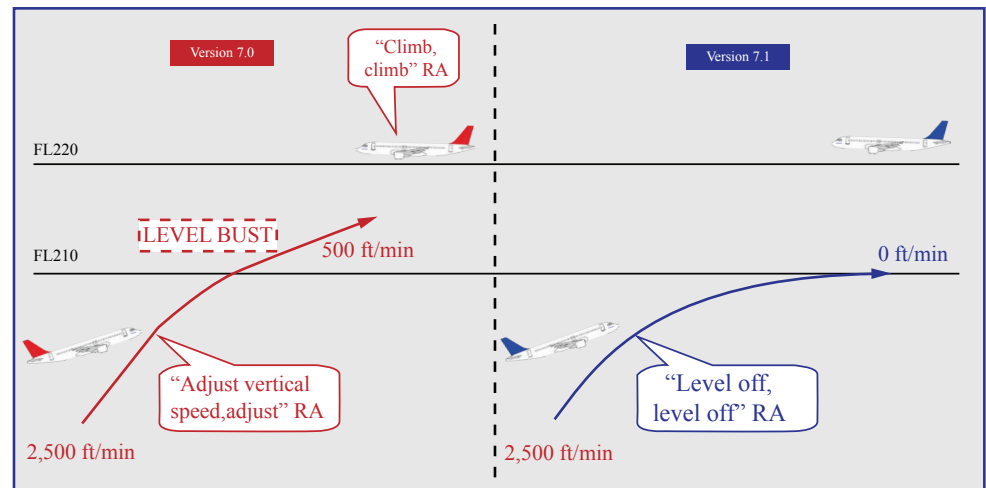 Version 7.0
“Climb,
climb” RA
FL220
LEVEL BUST
FL210
500 ft/min
“Adjust vertical
speed,adjust” RA
2,500 ft/min
Version 7.1
0 ft/min
“Level off,
level off” RA
2,500 ft/min